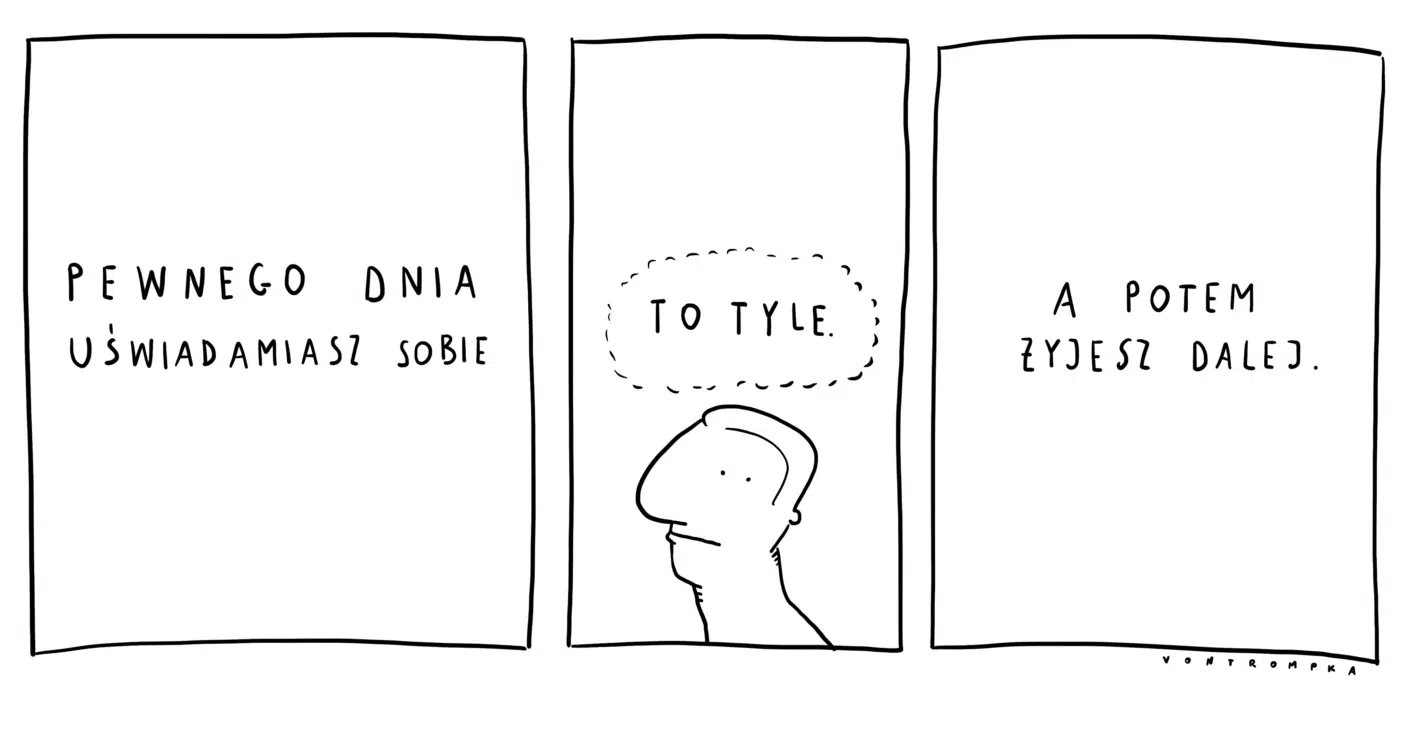 PEWNEGO DNIA
UŚWIADAMIASZ SOBIE
TO TYLE.
A POTEM
ŻYJESZ DALEJ.
VONTROMPKA